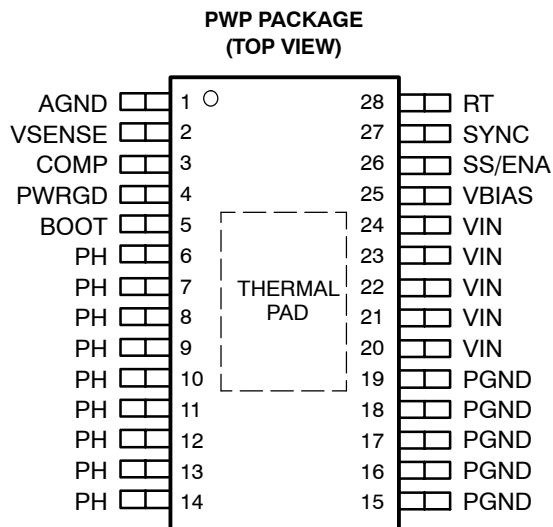 PWP PACKAGE
(TOP VIEW)
AGND 1 28 RT
VSENSE 2 27 SYNC
COMP 3 26 SS/ENA
PWRGD 4 25 VBIAS
BOOT 5 24 VIN
PH 6 23 VIN
PH 7 22 VIN
PH 8 21 VIN
PH 9 20 VIN
PH 10 19 PGND
PH 11 18 PGND
PH 12 17 PGND
PH 13 16 PGND
PH 14 15 PGND
THERMAL
PAD